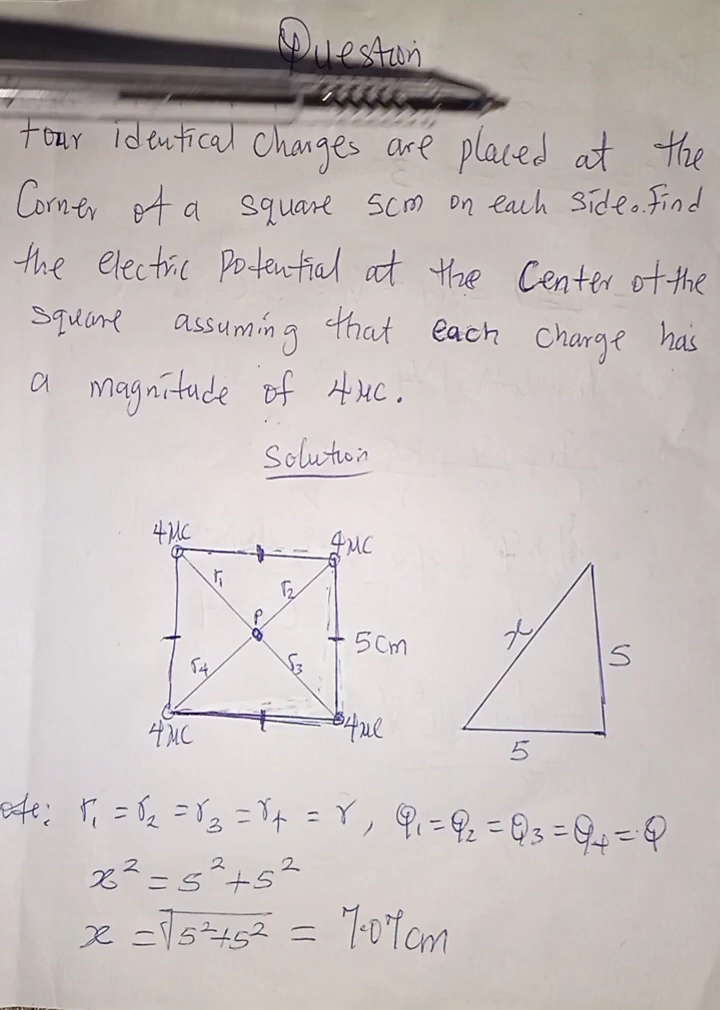 Question
Four identical charges are placed at the
Corner of a square 5cm on each side. Find
the electric Potential at the Center of the
square assuming that each charge has
a magnitude of 4μC.
Solution
4μC
4μC
r₁
r₂
P
5cm
r₄
r₃
4μC
4μC
x
5
5
r₁ = r₂ = r₃ = r₄ = r, Q₁ = Q₂ = Q₃ = Q₄ = Q
x² = 5² + 5²
x = √5²+5² = 7.07cm